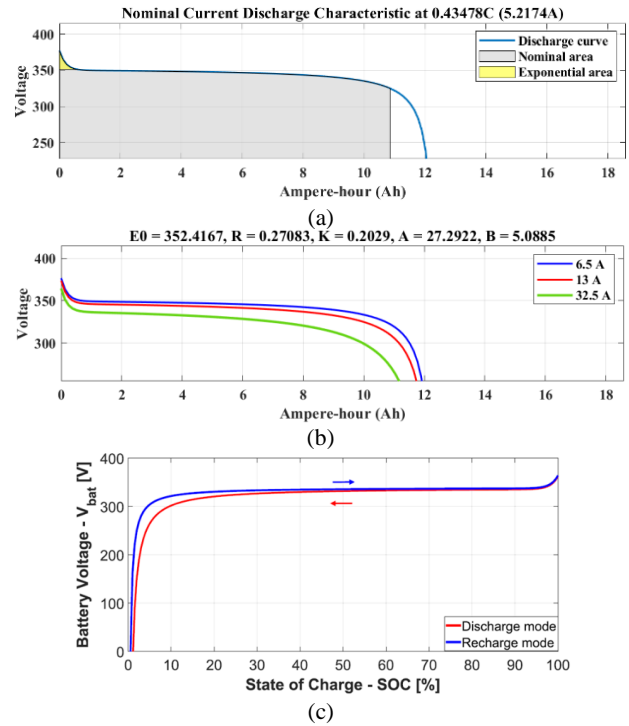 Nominal Current Discharge Characteristic at 0.43478C (5.2174A)
400
350
300
250
Voltage
Discharge curve
Nominal area
Exponential area
0 2 4 6 8 10 12 14 16 18
Ampere-hour (Ah)
(a)
E0 = 352.4167, R = 0.27083, K = 0.2029, A = 27.2922, B = 5.0885
400
350
300
Voltage
6.5 A
13 A
32.5 A
0 2 4 6 8 10 12 14 16 18
Ampere-hour (Ah)
(b)
400
300
200
100
0
Battery Voltage - V_bat [V]
Discharge mode
Recharge mode
0 10 20 30 40 50 60 70 80 90 100
State of Charge - SOC [%]
(c)